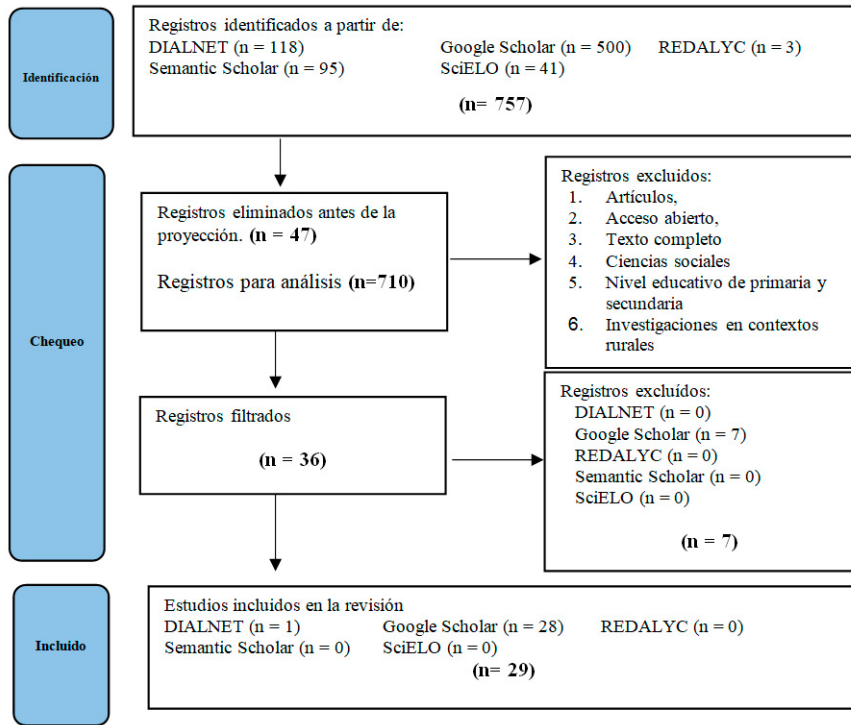 Identificación
Registros identificados a partir de:
DIALNET (n = 118) Google Scholar (n = 500) REDALYC (n = 3)
Semantic Scholar (n = 95) SciELO (n = 41)
(n= 757)
Chequeo
Registros eliminados antes de la
proyección. (n = 47)
Registros para análisis (n=710)
Registros excluidos:
1. Artículos,
2. Acceso abierto,
3. Texto completo
4. Ciencias sociales
5. Nivel educativo de primaria y
secundaria
6. Investigaciones en contextos
rurales
Registros filtrados
(n = 36)
Registros excluídos:
DIALNET (n = 0)
Google Scholar (n = 7)
REDALYC (n = 0)
Semantic Scholar (n = 0)
SciELO (n = 0)
(n = 7)
Incluido
Estudios incluidos en la revisión
DIALNET (n = 1) Google Scholar (n = 28) REDALYC (n = 0)
Semantic Scholar (n = 0) SciELO (n = 0)
(n= 29)